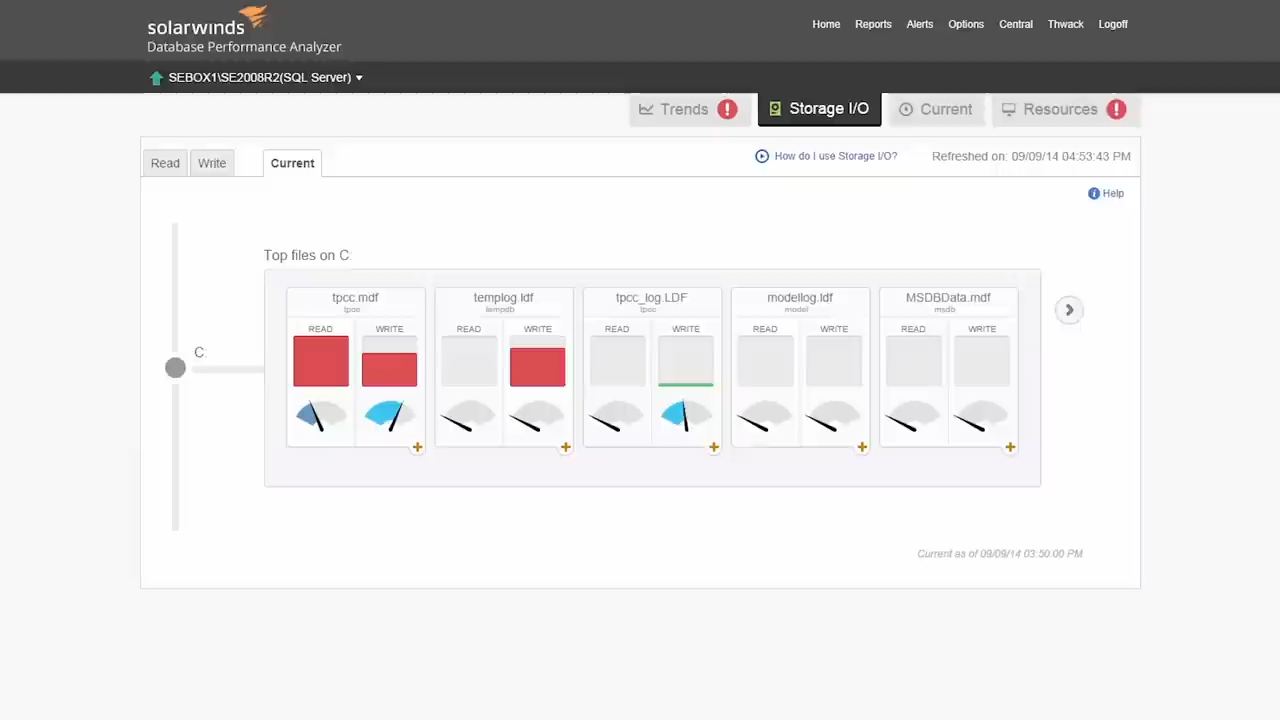 solarwinds
Database Performance Analyzer
Home Reports Alerts Options Central Thwack Logoff
SEBOX1\SE2008R2(SQL Server)
Trends Storage I/O Current Resources
Read Write Current
How do I use Storage I/O? Refreshed on: 09/09/14 04:53:43 PM
Help
Top files on C:
tpcc.mdf templog.ldf tpcc_log.LDF modellog.ldf MSDBData.mdf
tpcc tempdb tpcc model msdb
READ WRITE READ WRITE READ WRITE READ WRITE READ WRITE
C:
Current as of 09/09/14 03:50:00 PM